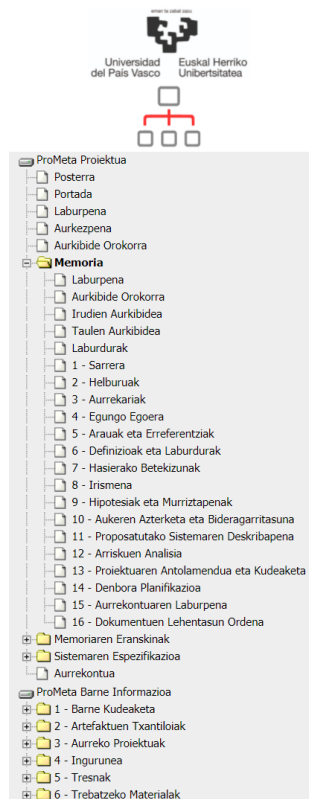 eman ta zabal zazu
Universidad
del País Vasco
Euskal Herriko
Unibertsitatea
ProMeta Proiektua
Posterra
Portada
Laburpena
Aurkezpena
Aurkibide Orokorra
Memoria
Laburpena
Aurkibide Orokorra
Irudien Aurkibidea
Taulen Aurkibidea
Laburdurak
1 - Sarrera
2 - Helburuak
3 - Aurrekariak
4 - Egungo Egoera
5 - Arauak eta Erreferentziak
6 - Definizioak eta Laburdurak
7 - Hasierako Betekizunak
8 - Irismena
9 - Hipotesiak eta Murriztapenak
10 - Aukeren Azterketa eta Bideragarritasuna
11 - Proposatutako Sistemaren Deskribapena
12 - Arriskuen Analisia
13 - Proiektuaren Antolamendua eta Kudeaketa
14 - Denbora Planifikazioa
15 - Aurrekontuaren Laburpena
16 - Dokumentuen Lehentasun Ordena
Memoriaren Eranskinak
Sistemaren Espezifikazioa
Aurrekontua
ProMeta Barne Informazioa
1 - Barne Kudeaketa
2 - Artefaktuen Txantiloiak
3 - Aurreko Proiektuak
4 - Ingurunea
5 - Tresnak
6 - Trebatzeko Materialak